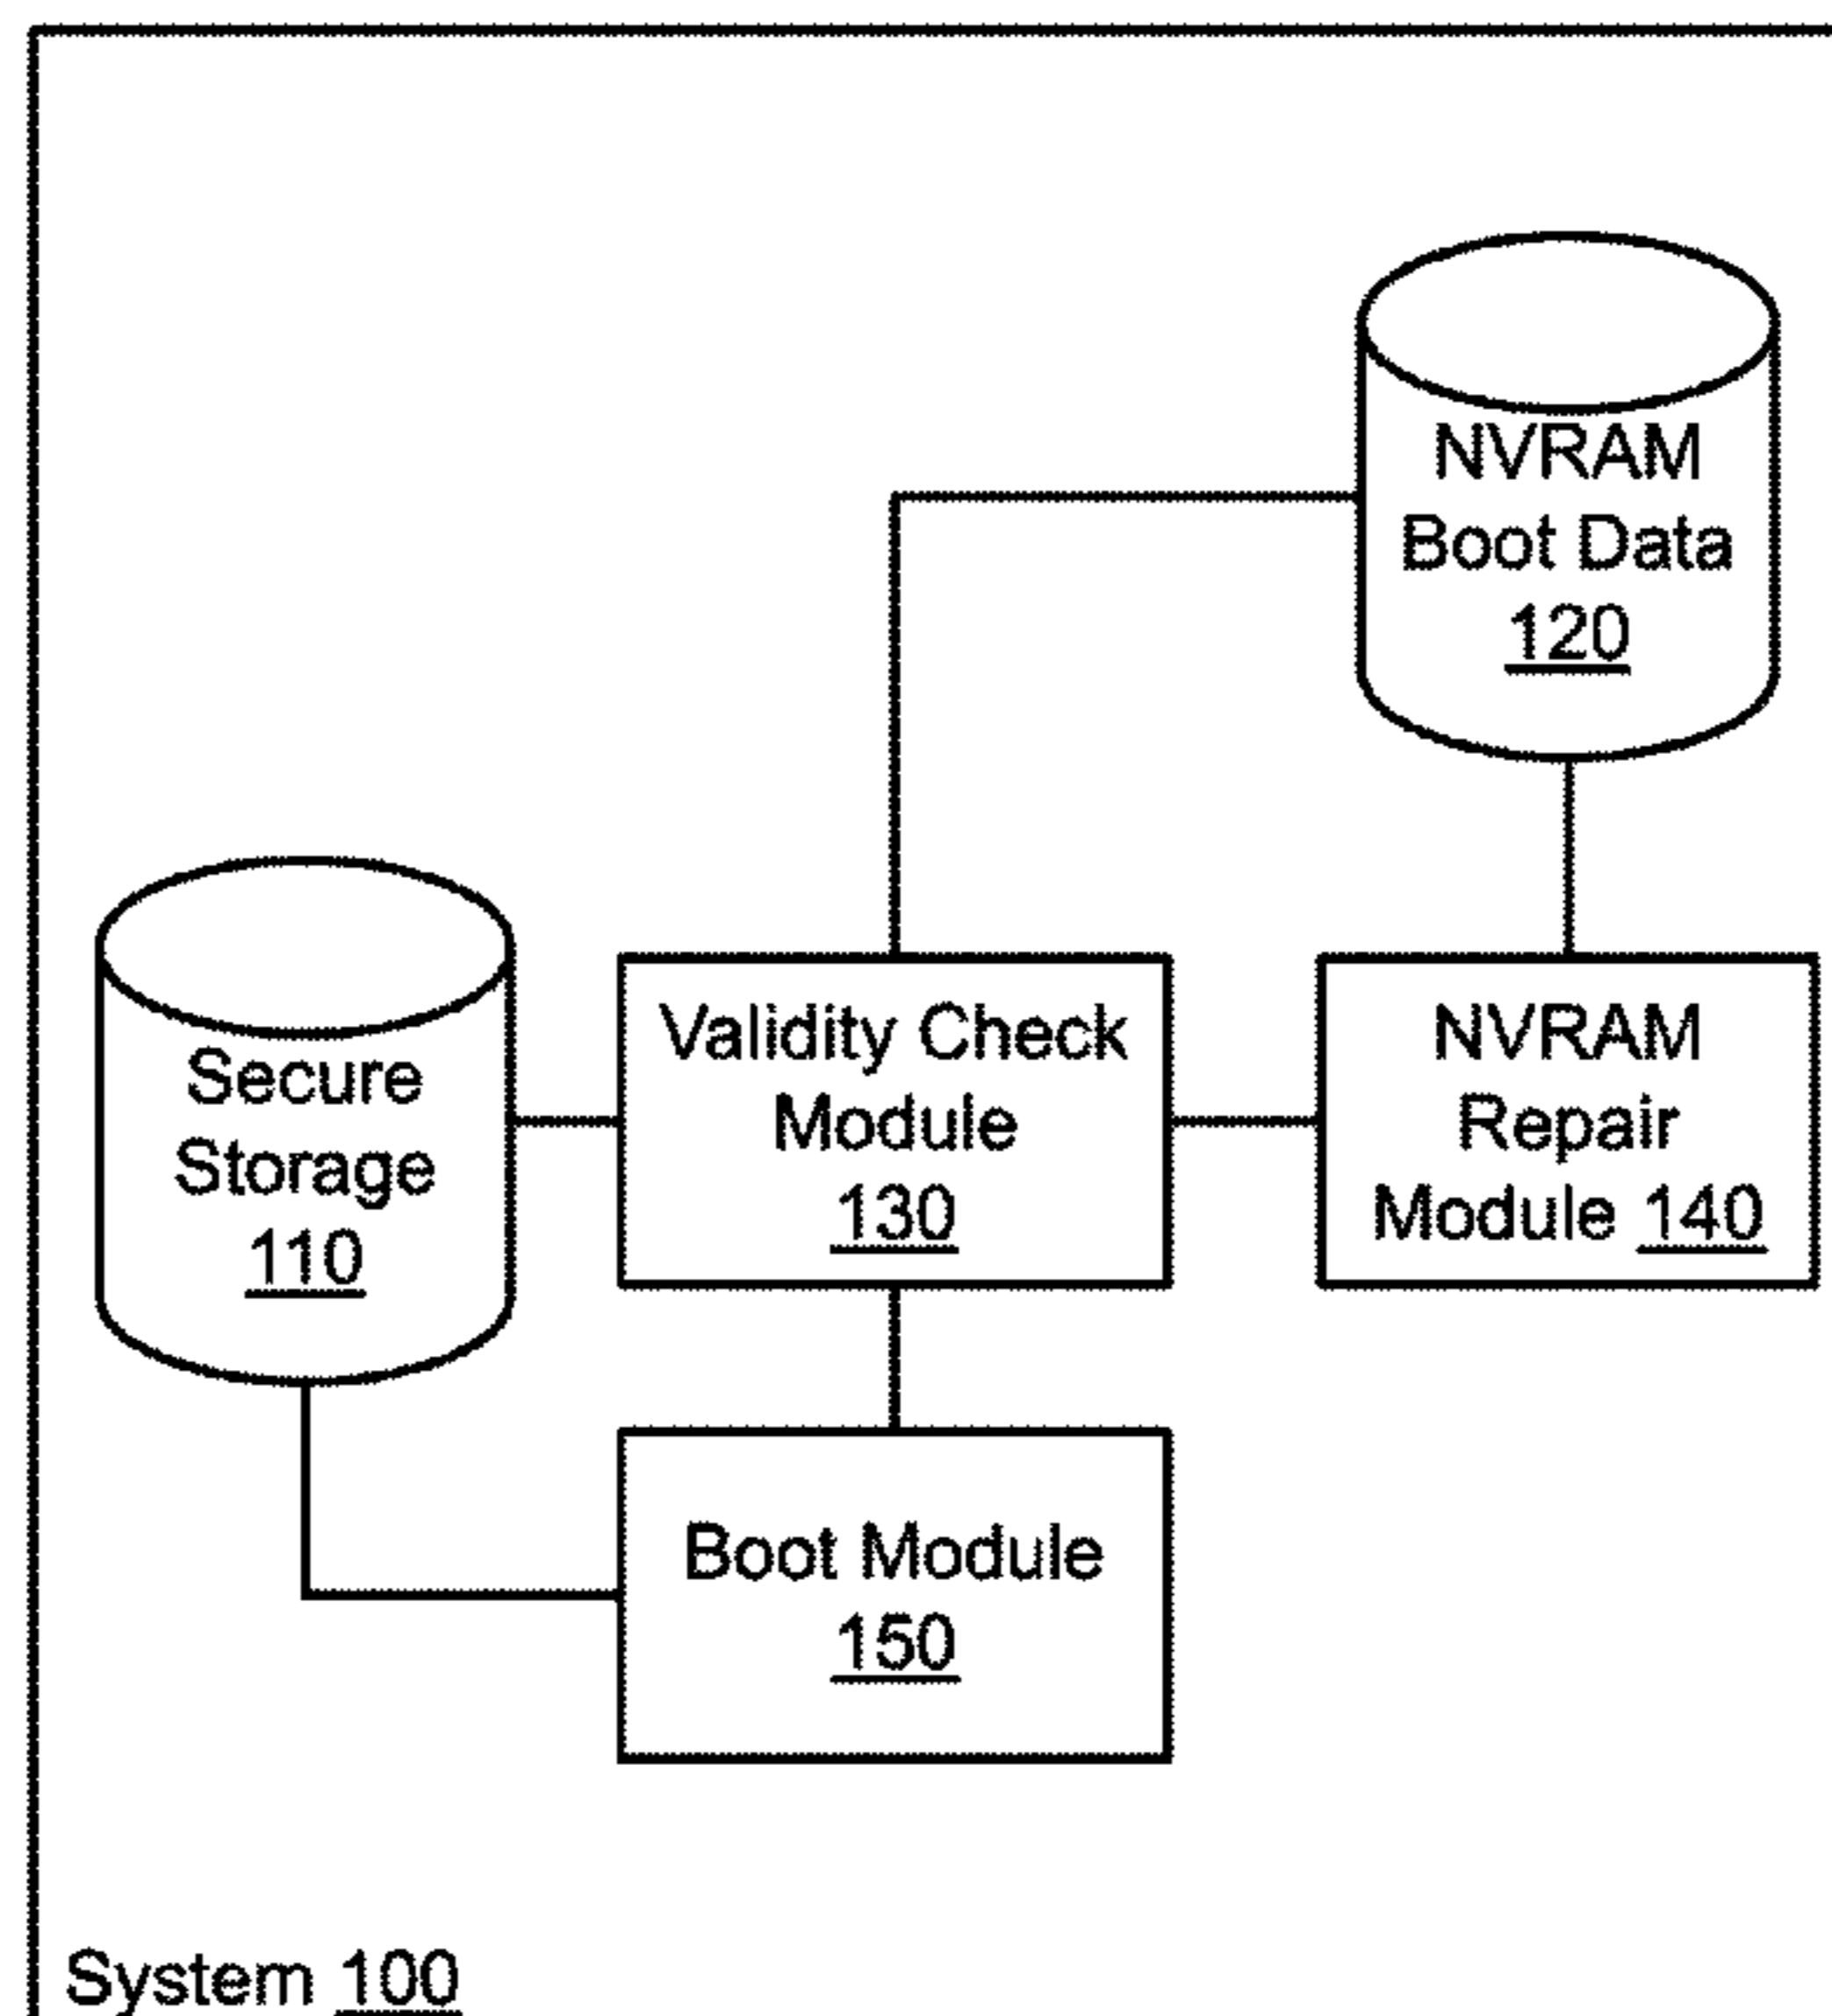 NVRAM
Boot Data
120
Secure
Storage
110
Validity Check
Module
130
NVRAM
Repair
Module 140
Boot Module
150
System 100